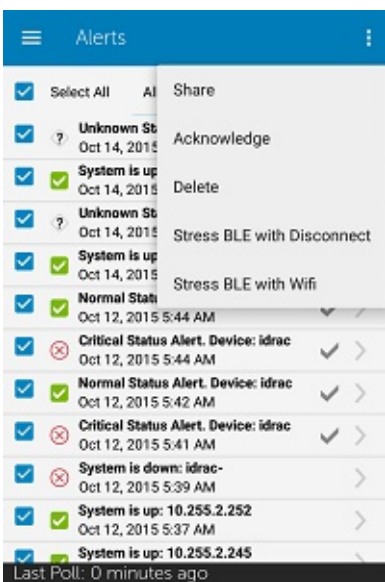 Alerts
Select All Al
Share
Acknowledge
Delete
Stress BLE with Disconnect
Stress BLE with Wifi
? Unknown St
Oct 14, 2015
System is up
Oct 14, 2015
? Unknown St
Oct 14, 2015
System is up
Oct 14, 2015
Normal Statu
Oct 12, 2015 5:44 AM
Critical Status Alert. Device: idrac
Oct 12, 2015 5:44 AM
Normal Status Alert. Device: idrac
Oct 12, 2015 5:42 AM
Critical Status Alert. Device: idrac
Oct 12, 2015 5:41 AM
System is down: idrac-
Oct 12, 2015 5:39 AM
System is up: 10.255.2.252
Oct 12, 2015 5:37 AM
System is up: 10.255.2.245
Last Poll: 0 minutes ago